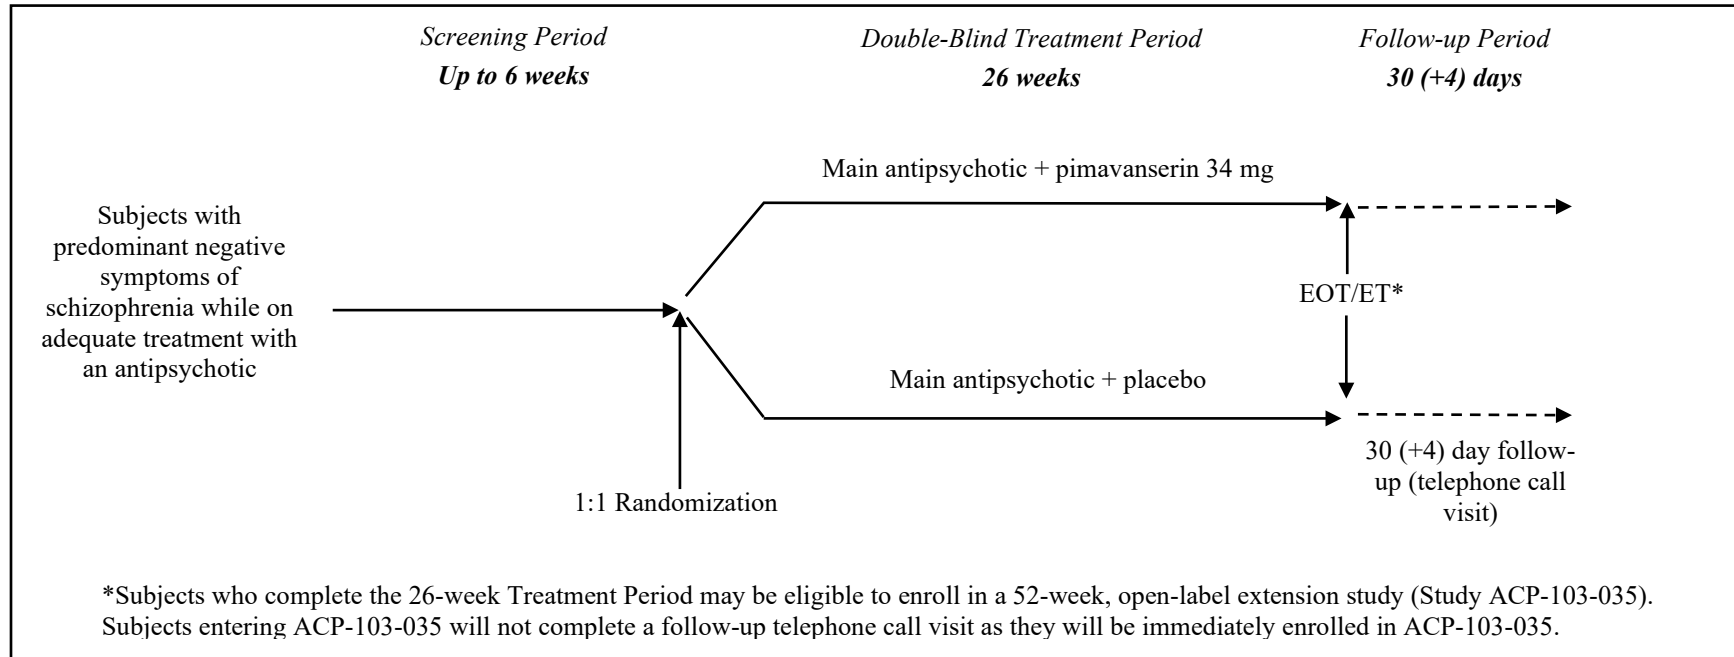 Screening Period
Up to 6 weeks
Double-Blind Treatment Period
26 weeks
Follow-up Period
30 (+4) days
Subjects with
predominant negative
symptoms of
schizophrenia while on
adequate treatment with
an antipsychotic
Main antipsychotic + pimavanserin 34 mg
EOT/ET*
Main antipsychotic + placebo
1:1 Randomization
30 (+4) day follow-
up (telephone call
visit)
*Subjects who complete the 26-week Treatment Period may be eligible to enroll in a 52-week, open-label extension study (Study ACP-103-035).
Subjects entering ACP-103-035 will not complete a follow-up telephone call visit as they will be immediately enrolled in ACP-103-035.